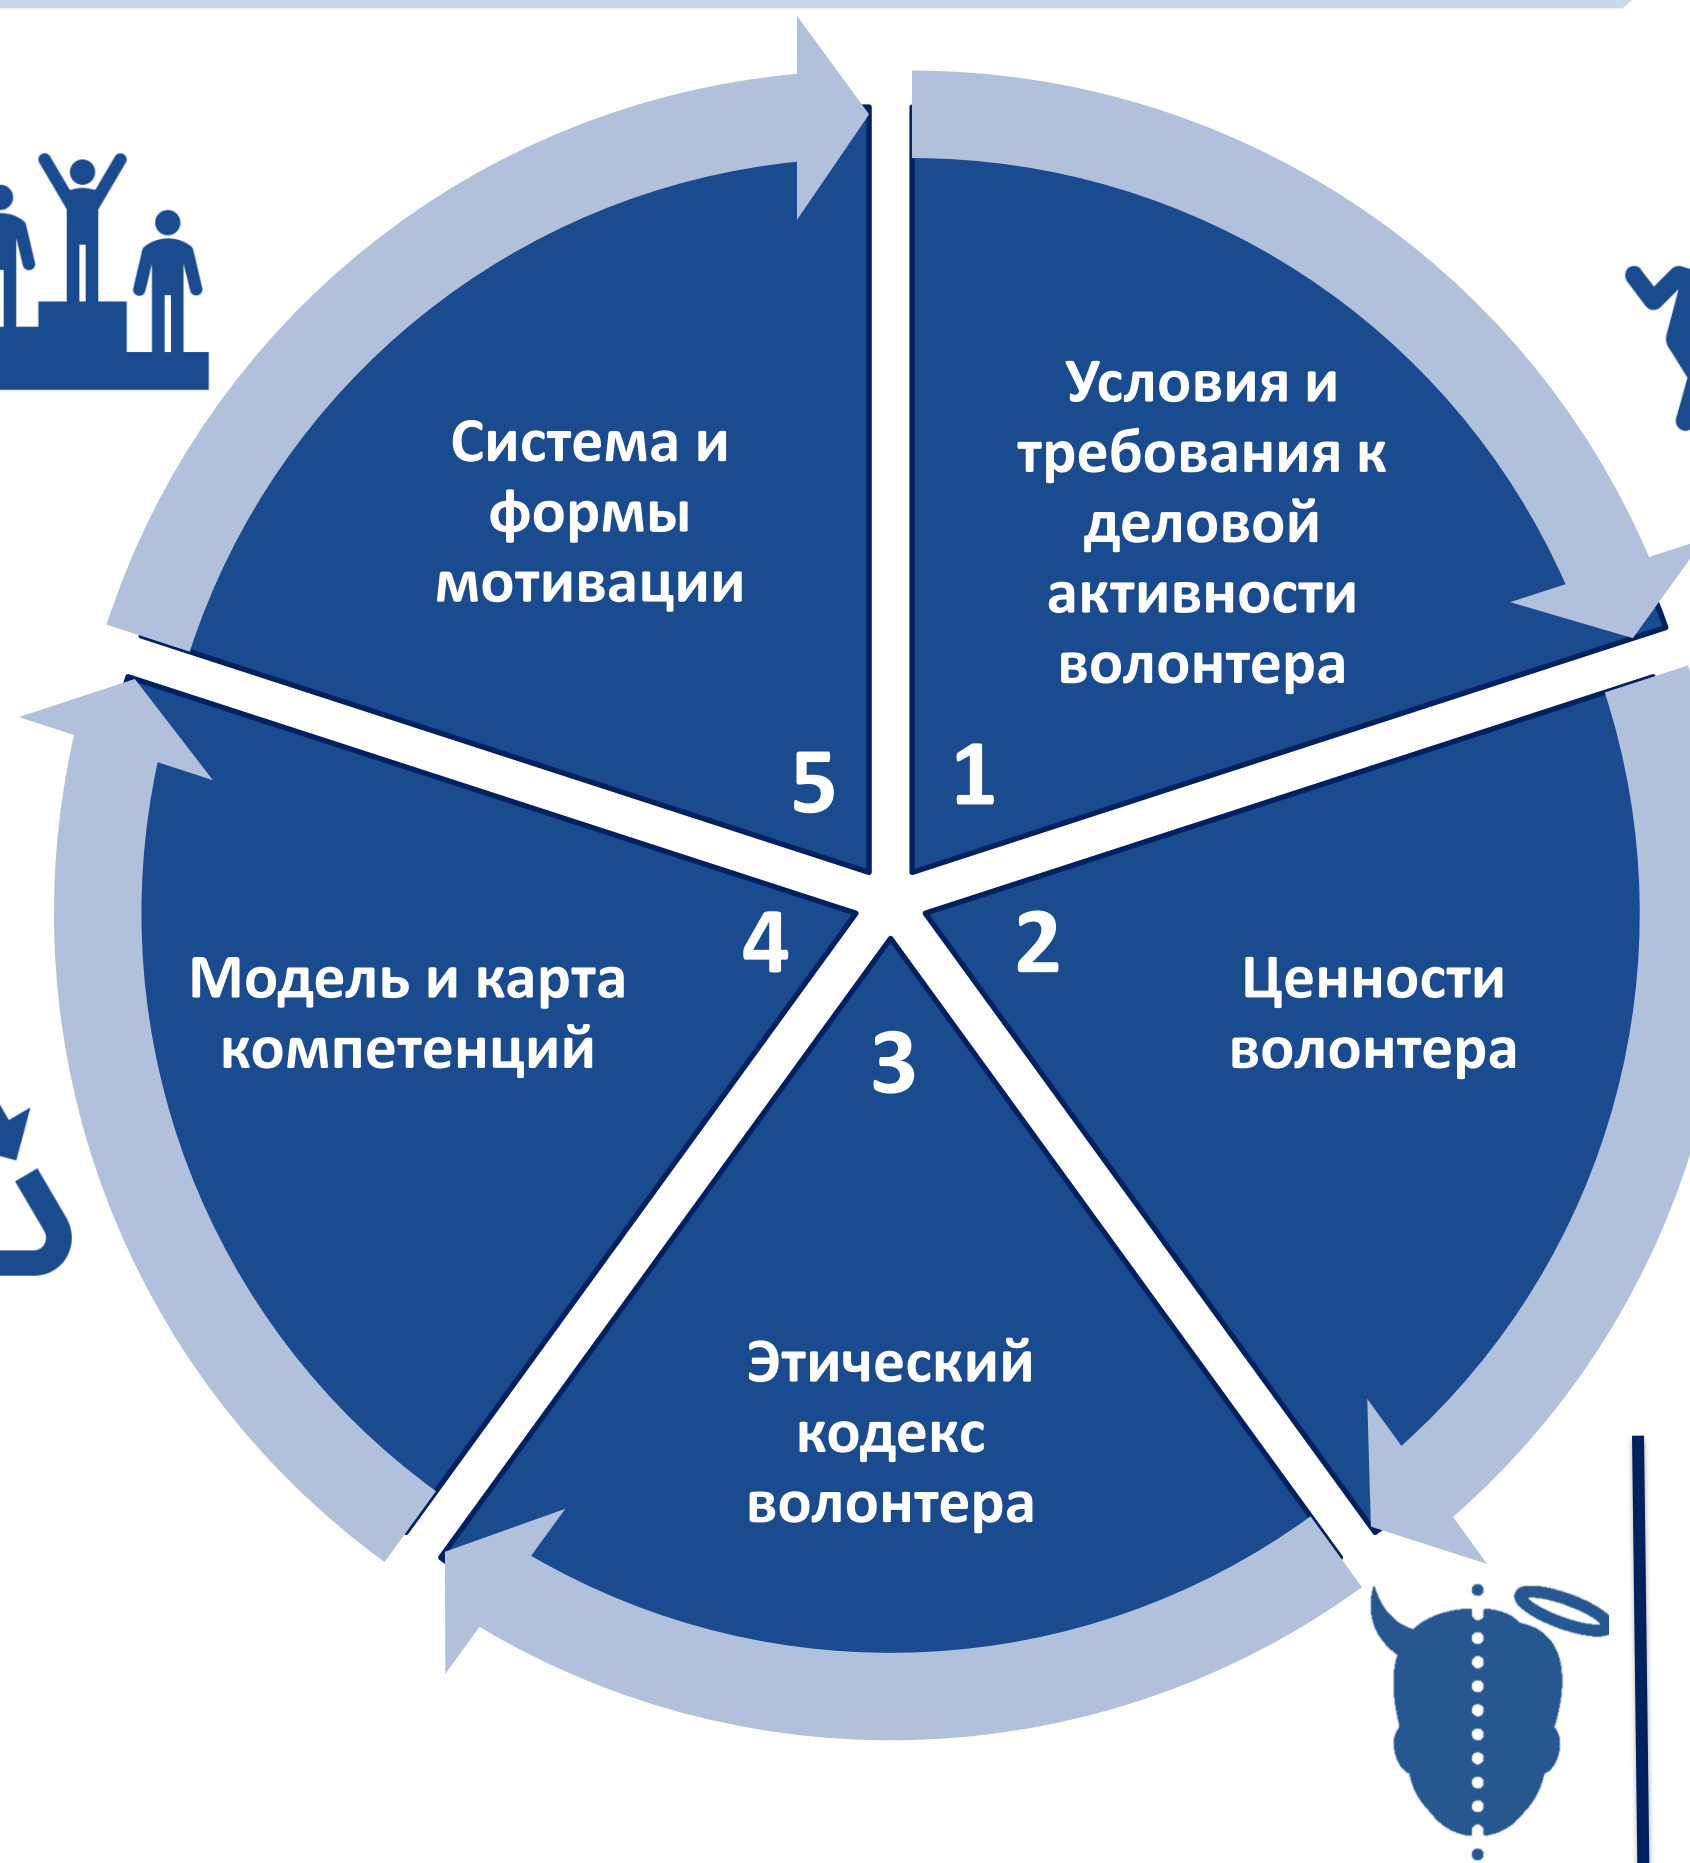 Условия и
требования к
деловой
активности
волонтера
1
2
Ценности
волонтера
3
Этический
кодекс
волонтера
4
Модель и карта
компетенций
Система и
формы
мотивации
5